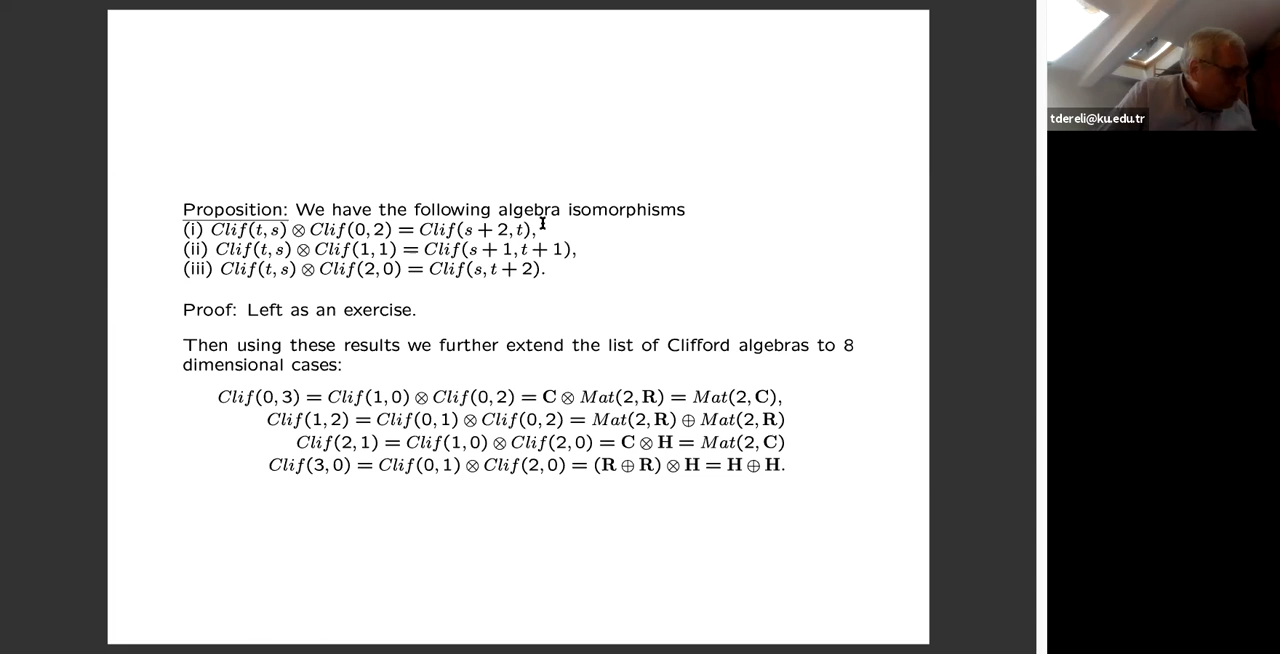 Proposition: We have the following algebra isomorphisms
(i) Clif(t, s) ⊗ Clif(0, 2) = Clif(s + 2, t),
(ii) Clif(t, s) ⊗ Clif(1, 1) = Clif(s + 1, t + 1),
(iii) Clif(t, s) ⊗ Clif(2, 0) = Clif(s, t + 2).
Proof: Left as an exercise.
Then using these results we further extend the list of Clifford algebras to 8
dimensional cases:
Clif(0, 3) = Clif(1, 0) ⊗ Clif(0, 2) = C ⊗ Mat(2, R) = Mat(2, C),
Clif(1, 2) = Clif(0, 1) ⊗ Clif(0, 2) = Mat(2, R) ⊕ Mat(2, R)
Clif(2, 1) = Clif(1, 0) ⊗ Clif(2, 0) = C ⊗ H = Mat(2, C)
Clif(3, 0) = Clif(0, 1) ⊗ Clif(2, 0) = (R ⊕ R) ⊗ H = H ⊕ H.
tdereli@ku.edu.tr